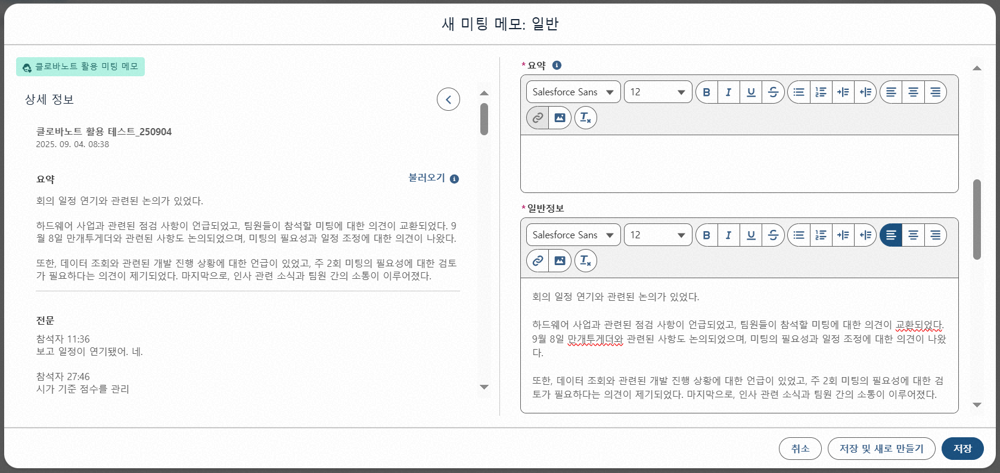 새 미팅 메모: 일반
클로바노트 활용 미팅 메모
상세 정보
클로바노트 활용 테스트_250904
2025. 09. 04. 08:38
요약
불러오기
회의 일정 연기와 관련된 논의가 있었다.
하드웨어 사업과 관련된 점검 사항이 언급되었고, 팀원들이 참석할 미팅에 대한 의견이 교환되었다. 9
월 8일 만개투게더와 관련된 사항도 논의되었으며, 미팅의 필요성과 일정 조정에 대한 의견이 나왔다.
또한, 데이터 조회와 관련된 개발 진행 상황에 대한 언급이 있었고, 주 2회 미팅의 필요성에 대한 검토
가 필요하다는 의견이 제기되었다. 마지막으로, 인사 관련 소식과 팀원 간의 소통이 이루어졌다.
전문
참석자 11:36
보고 일정이 연기됐어. 네.
참석자 27:46
시가 기준 점수를 관리
*요약
Salesforce Sans
12
*일반정보
Salesforce Sans
12
회의 일정 연기와 관련된 논의가 있었다.
하드웨어 사업과 관련된 점검 사항이 언급되었고, 팀원들이 참석할 미팅에 대한 의견이 교환되었다.
9월 8일 만개투게더와 관련된 사항도 논의되었으며, 미팅의 필요성과 일정 조정에 대한 의견이 나왔
다.
또한, 데이터 조회와 관련된 개발 진행 상황에 대한 언급이 있었고, 주 2회 미팅의 필요성에 대한 검
토가 필요하다는 의견이 제기되었다. 마지막으로, 인사 관련 소식과 팀원 간의 소통이 이루어졌다.
취소
저장 및 새로 만들기
저장